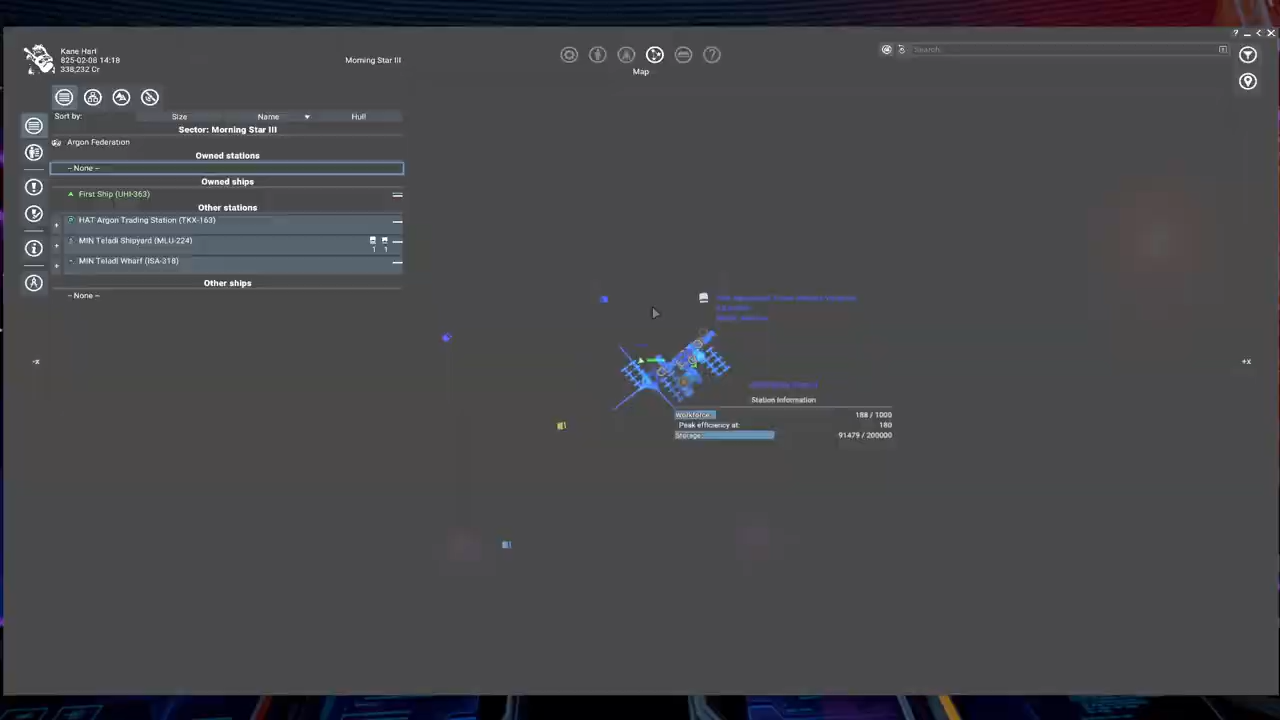 Kane Hart
825-02-08 14:18
338,232 Cr
Morning Star III
Map
Search...
Sort by:
Size
Name
Hull
Sector: Morning Star III
Argon Federation
Owned stations
-- None --
Owned ships
First Ship (UHI-363)
Other stations
HAT Argon Trading Station (TKX-163)
MIN Teladi Shipyard (MLU-224)
1 1
MIN Teladi Wharf (ISA-318)
Other ships
-- None --
-x
+x
Station Information
Workforce: 188 / 1000
Peak efficiency at: 180
Storage: 91479 / 200000